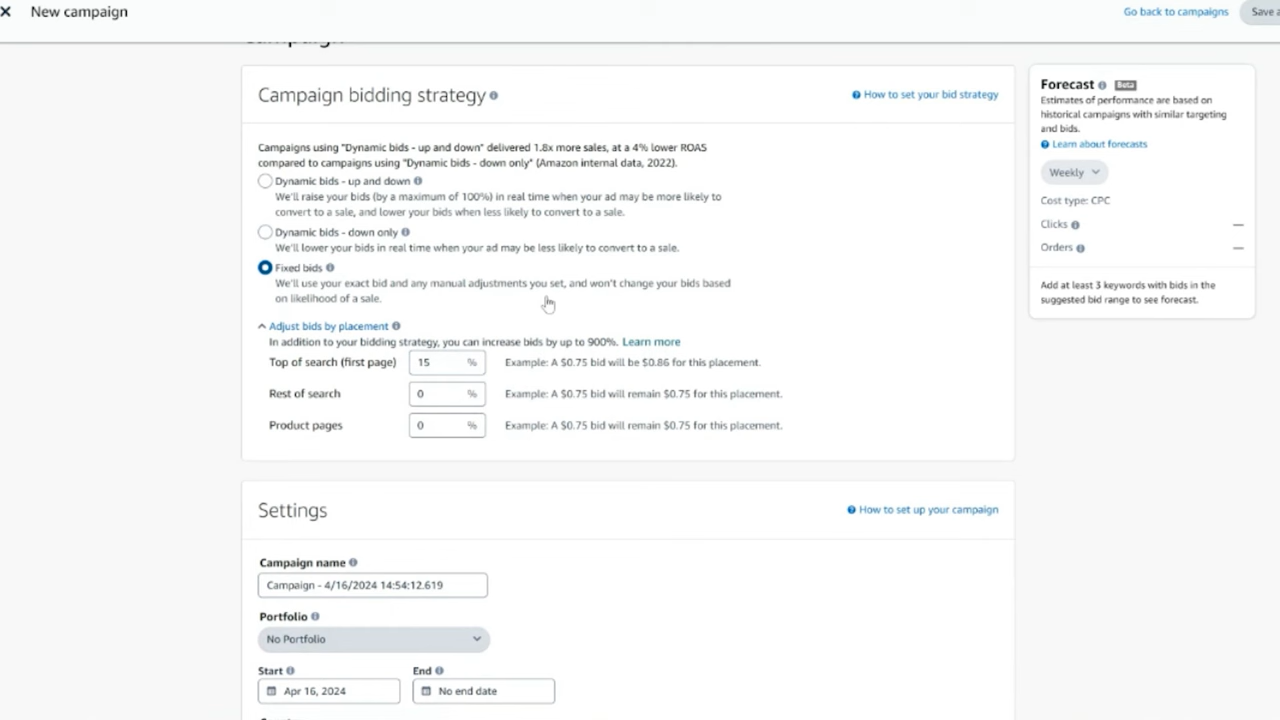 New campaign
Go back to campaigns
Save a
Campaign bidding strategy
How to set your bid strategy
Campaigns using "Dynamic bids - up and down" delivered 1.8x more sales, at a 4% lower ROAS
compared to campaigns using "Dynamic bids - down only" (Amazon internal data, 2022).
Dynamic bids - up and down
We'll raise your bids (by a maximum of 100%) in real time when your ad may be more likely to
convert to a sale, and lower your bids when less likely to convert to a sale.
Dynamic bids - down only
We'll lower your bids in real time when your ad may be less likely to convert to a sale.
Fixed bids
We'll use your exact bid and any manual adjustments you set, and won't change your bids based
on likelihood of a sale.
Adjust bids by placement
In addition to your bidding strategy, you can increase bids by up to 900%. Learn more
Top of search (first page) 15 % Example: A $0.75 bid will be $0.86 for this placement.
Rest of search 0 % Example: A $0.75 bid will remain $0.75 for this placement.
Product pages 0 % Example: A $0.75 bid will remain $0.75 for this placement.
Forecast Beta
Estimates of performance are based on
historical campaigns with similar targeting
and bids.
Learn about forecasts
Weekly
Cost type: CPC
Clicks —
Orders —
Add at least 3 keywords with bids in the
suggested bid range to see forecast.
Settings
How to set up your campaign
Campaign name
Campaign - 4/16/2024 14:54:12.619
Portfolio
No Portfolio
Start End
Apr 16, 2024 No end date